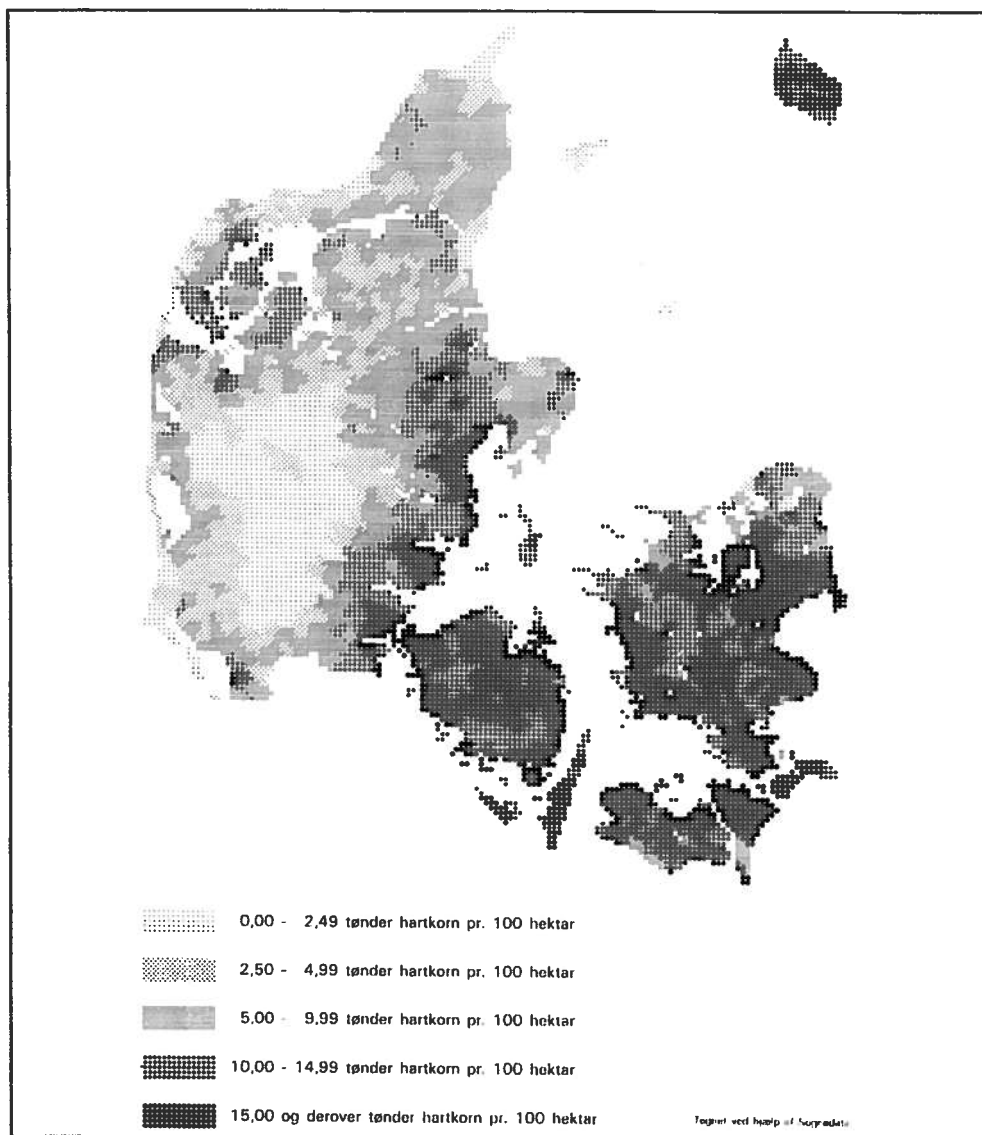 0,00 - 2,49 tønder hartkorn pr. 100 hektar
2,50 - 4,99 tønder hartkorn pr. 100 hektar
5,00 - 9,99 tønder hartkorn pr. 100 hektar
10,00 - 14,99 tønder hartkorn pr. 100 hektar
15,00 og derover tønder hartkorn pr. 100 hektar
Tegnet ved hjælp af Sognedata